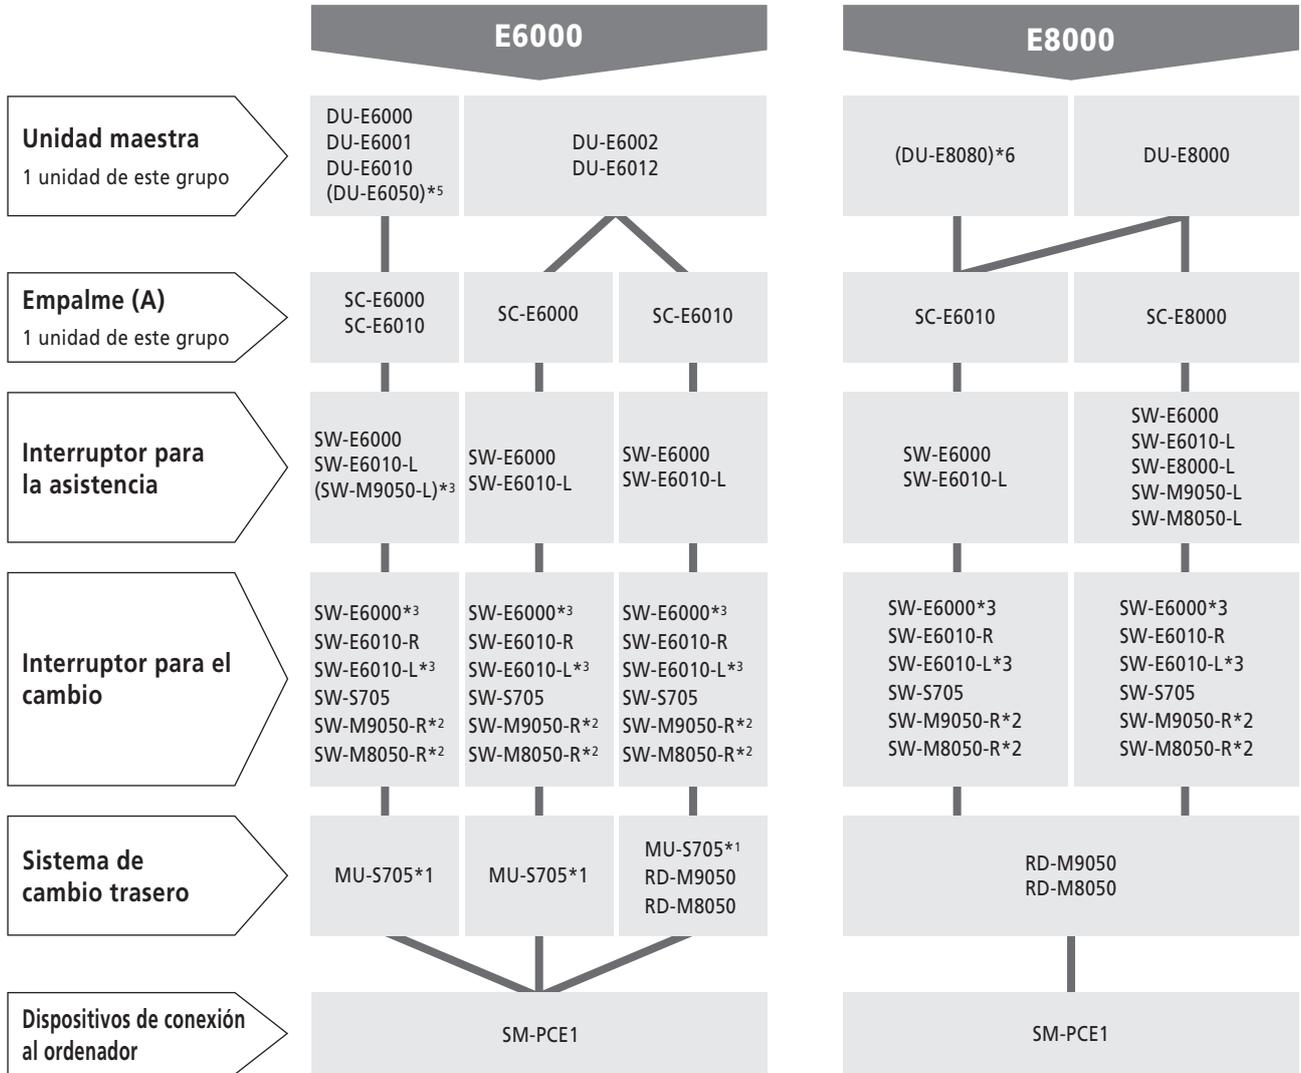 E6000
E8000
Unidad maestra
1 unidad de este grupo
DU-E6000
DU-E6001
DU-E6010
(DU-E6050)*5
DU-E6002
DU-E6012
(DU-E8080)*6
DU-E8000
Empalme (A)
1 unidad de este grupo
SC-E6000
SC-E6010
SC-E6000
SC-E6010
SC-E6010
SC-E8000
Interruptor para
la asistencia
SW-E6000
SW-E6010-L
(SW-M9050-L)*3
SW-E6000
SW-E6010-L
SW-E6000
SW-E6010-L
SW-E6000
SW-E6010-L
SW-E6000
SW-E6010-L
SW-E8000-L
SW-M9050-L
SW-M8050-L
Interruptor para el
cambio
SW-E6000*3
SW-E6010-R
SW-E6010-L*3
SW-S705
SW-M9050-R*2
SW-M8050-R*2
SW-E6000*3
SW-E6010-R
SW-E6010-L*3
SW-S705
SW-M9050-R*2
SW-M8050-R*2
SW-E6000*3
SW-E6010-R
SW-E6010-L*3
SW-S705
SW-M9050-R*2
SW-M8050-R*2
SW-E6000*3
SW-E6010-R
SW-E6010-L*3
SW-S705
SW-M9050-R*2
SW-M8050-R*2
SW-E6000*3
SW-E6010-R
SW-E6010-L*3
SW-S705
SW-M9050-R*2
SW-M8050-R*2
Sistema de
cambio trasero
MU-S705*1
MU-S705*1
MU-S705*1
RD-M9050
RD-M8050
RD-M9050
RD-M8050
Dispositivos de conexión
al ordenador
SM-PCE1
SM-PCE1